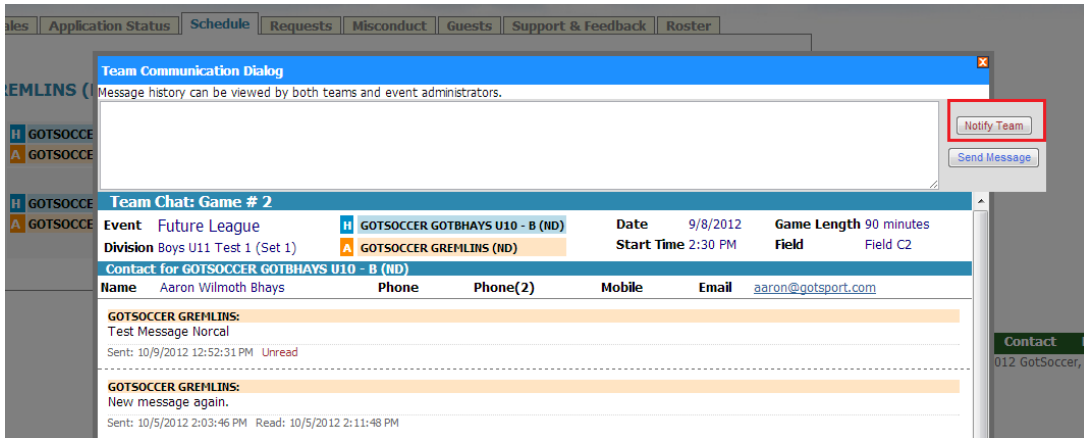 Application Status Schedule Requests Misconduct Guests Support & Feedback Roster
Team Communication Dialog X
Message history can be viewed by both teams and event administrators.
H GOTSOCCE
A GOTSOCCE
Notify Team
Send Message
H GOTSOCCE
A GOTSOCCE
Team Chat: Game # 2
Event Future League H GOTSOCCER GOTBHAYS U10 - B (ND) Date 9/8/2012 Game Length 90 minutes
Division Boys U11 Test 1 (Set 1) A GOTSOCCER GREMLINS (ND) Start Time 2:30 PM Field Field C2
Contact for GOTSOCCER GOTBHAYS U10 - B (ND)
Name Aaron Wilmoth Bhays Phone Phone(2) Mobile Email aaron@gotsport.com
GOTSOCCER GREMLINS:
Test Message Norcal
Sent: 10/9/2012 12:52:31 PM Unread
Contact
012 GotSoccer,
GOTSOCCER GREMLINS:
New message again.
Sent: 10/5/2012 2:03:46 PM Read: 10/5/2012 2:11:48 PM